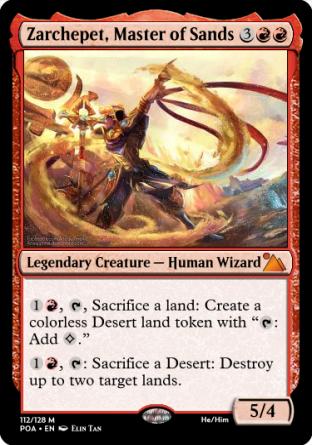 Zarchepet, Master of Sands 3
Legendary Creature — Human Wizard
1 , , Sacrifice a land: Create a
colorless Desert land token with “ :
Add .”
1 , : Sacrifice a Desert: Destroy
up to two target lands.
5/4
112/128 M
POA • EN Elin Tan
He/Him